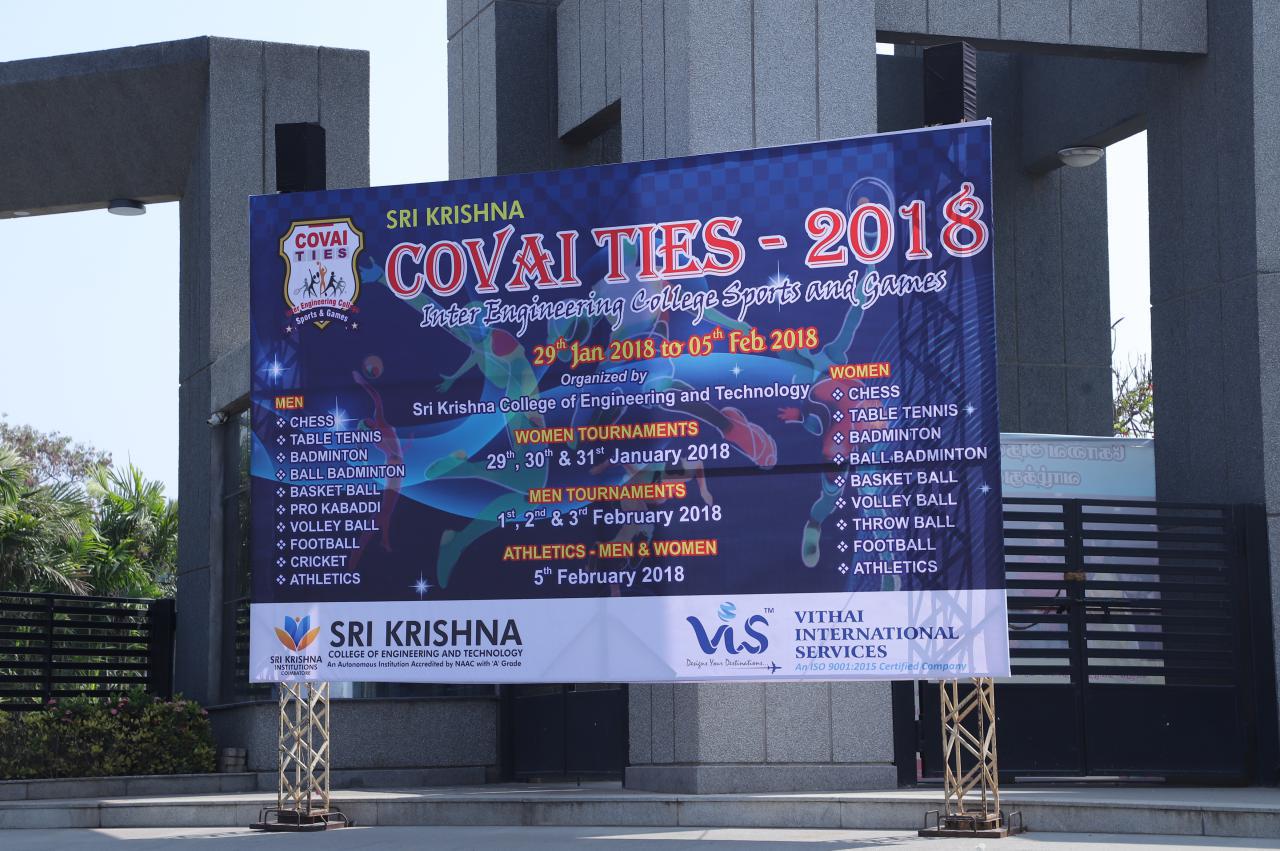 SRI KRISHNA
COVAI TIES - 2018
Inter Engineering College Sports and Games
COVAI
TIES
Sports & Games
29th Jan 2018 to 05th Feb 2018
Organized by
Sri Krishna College of Engineering and Technology
MEN
CHESS
TABLE TENNIS
BADMINTON
BALL BADMINTON
BASKET BALL
PRO KABADDI
VOLLEY BALL
FOOTBALL
CRICKET
ATHLETICS
WOMEN TOURNAMENTS
29th, 30th & 31st January 2018
MEN TOURNAMENTS
1st, 2nd & 3rd February 2018
ATHLETICS - MEN & WOMEN
5th February 2018
WOMEN
CHESS
TABLE TENNIS
BADMINTON
BALL BADMINTON
BASKET BALL
VOLLEY BALL
THROW BALL
FOOTBALL
ATHLETICS
SRI KRISHNA
INSTITUTIONS
COIMBATORE
SRI KRISHNA
COLLEGE OF ENGINEERING AND TECHNOLOGY
An Autonomous Institution Accredited by NAAC with 'A' Grade
ViS TM
Designs Your Destinations...
VITHAI
INTERNATIONAL
SERVICES
An ISO 9001:2015 Certified Company